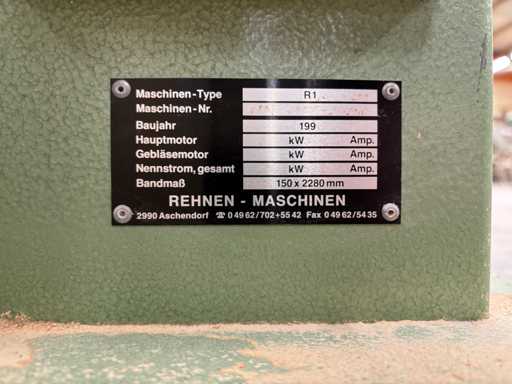 Maschinen-Type R1
Maschinen-Nr.
Baujahr 199
Hauptmotor kW Amp.
Gebläsemotor kW Amp.
Nennstrom, gesamt kW Amp.
Bandmaß 150 x 2280 mm
REHNEN - MASCHINEN
2990 Aschendorf ☎ 0 49 62/702+55 42 Fax 0 49 62/54 35